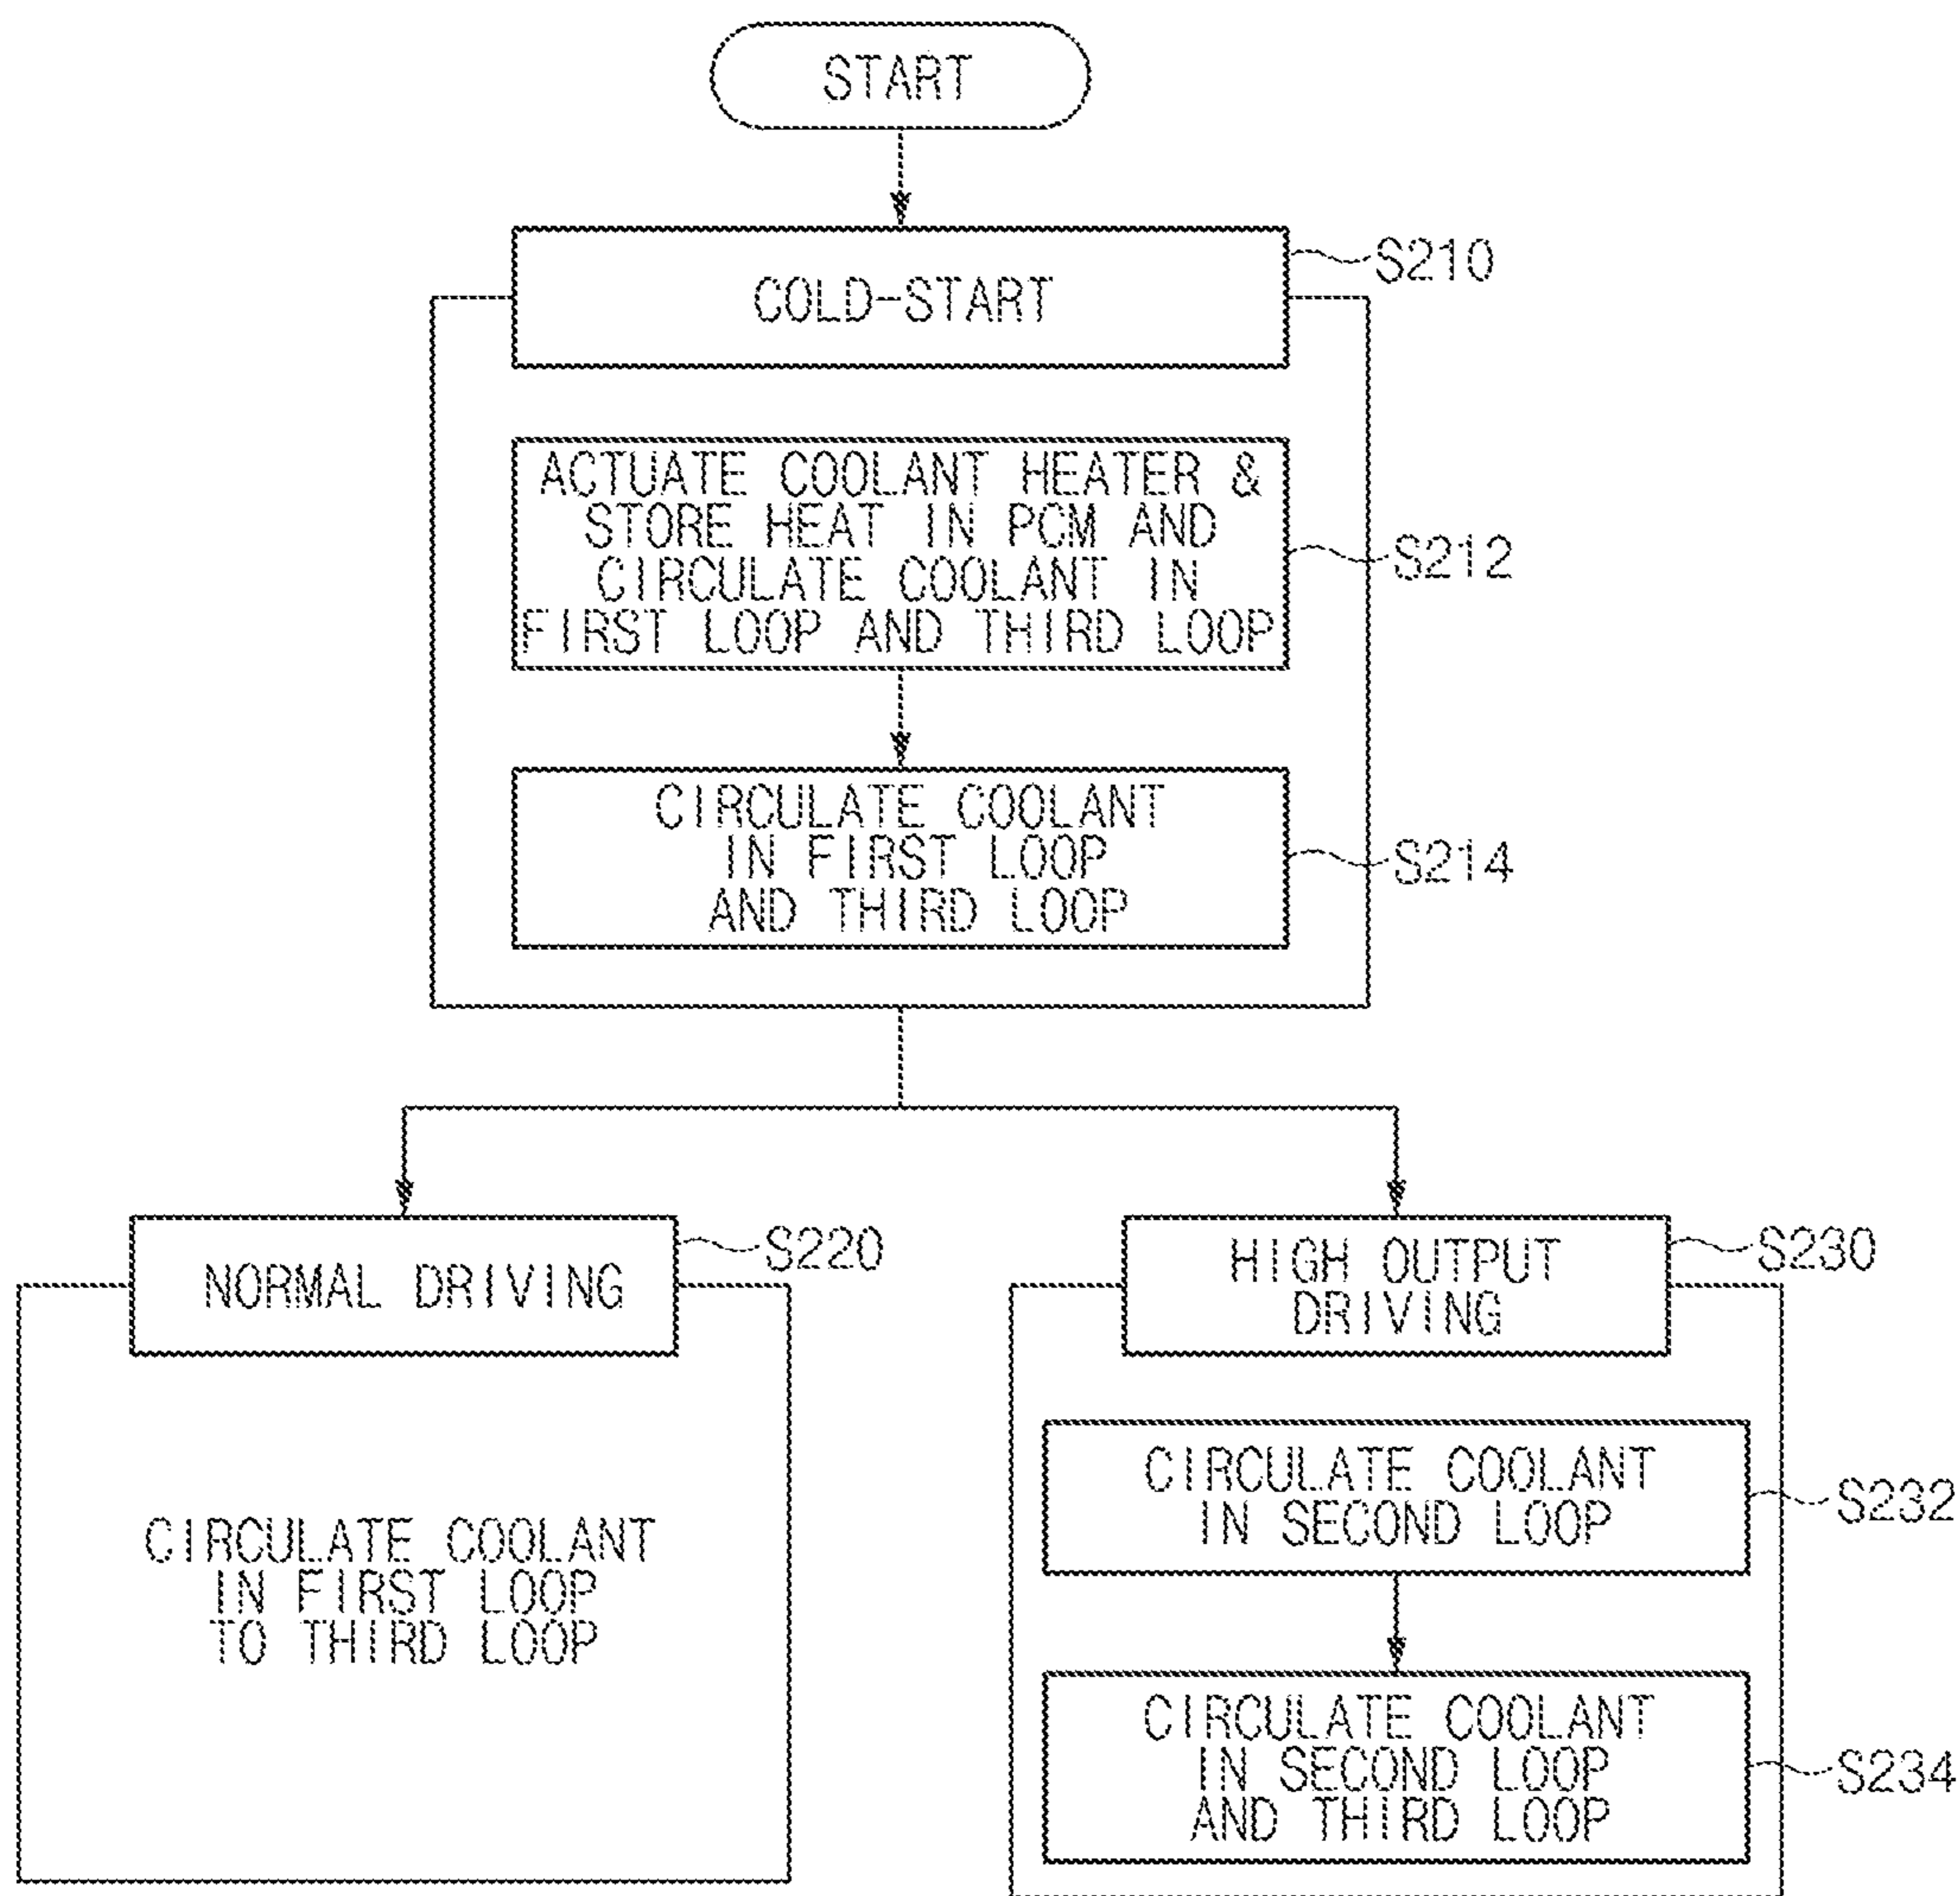 START
COLD-START
S210
ACTUATE COOLANT HEATER &
STORE HEAT IN PCM AND
CIRCULATE COOLANT IN
FIRST LOOP AND THIRD LOOP
S212
CIRCULATE COOLANT
IN FIRST LOOP
AND THIRD LOOP
S214
NORMAL DRIVING
S220
CIRCULATE COOLANT
IN FIRST LOOP
TO THIRD LOOP
HIGH OUTPUT
DRIVING
S230
CIRCULATE COOLANT
IN SECOND LOOP
S232
CIRCULATE COOLANT
IN SECOND LOOP
AND THIRD LOOP
S234